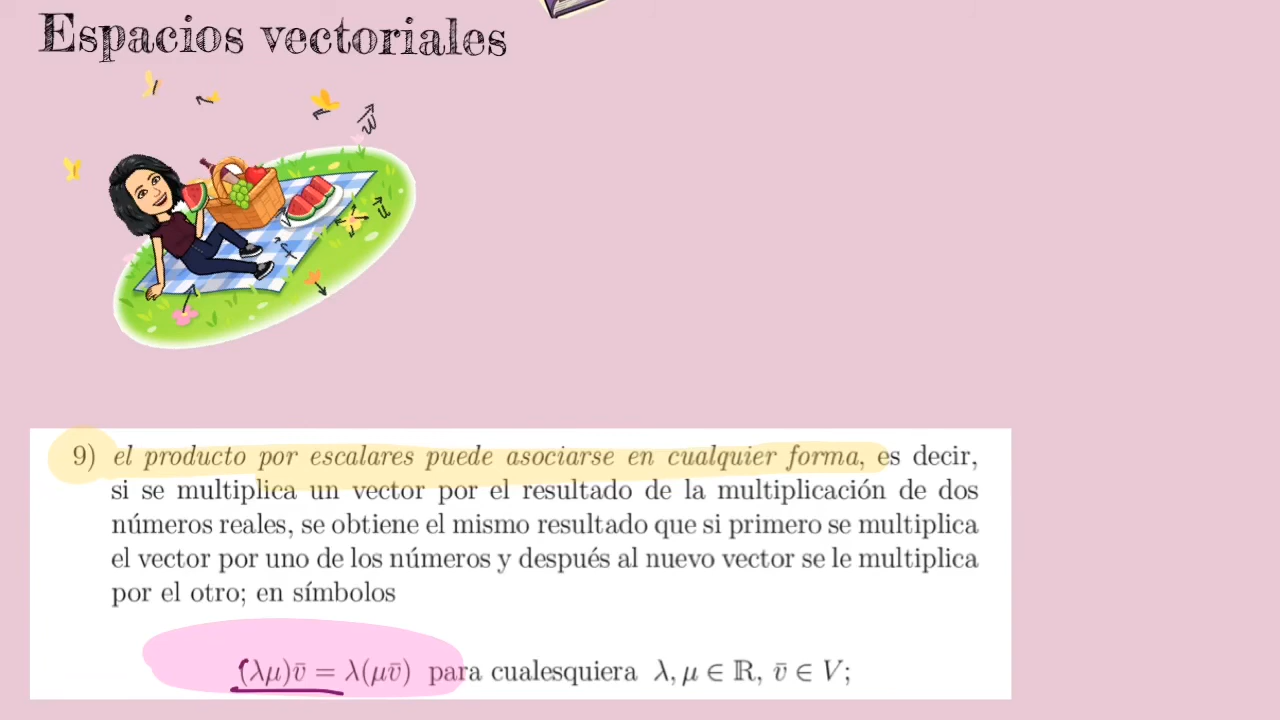 Espacios vectoriales
w⃗
u⃗
f⃗
9) el producto por escalares puede asociarse en cualquier forma, es decir,
si se multiplica un vector por el resultado de la multiplicación de dos
números reales, se obtiene el mismo resultado que si primero se multiplica
el vector por uno de los números y después al nuevo vector se le multiplica
por el otro; en símbolos
(λμ)v̄ = λ(μv̄) para cualesquiera λ, μ ∈ ℝ, v̄ ∈ V;